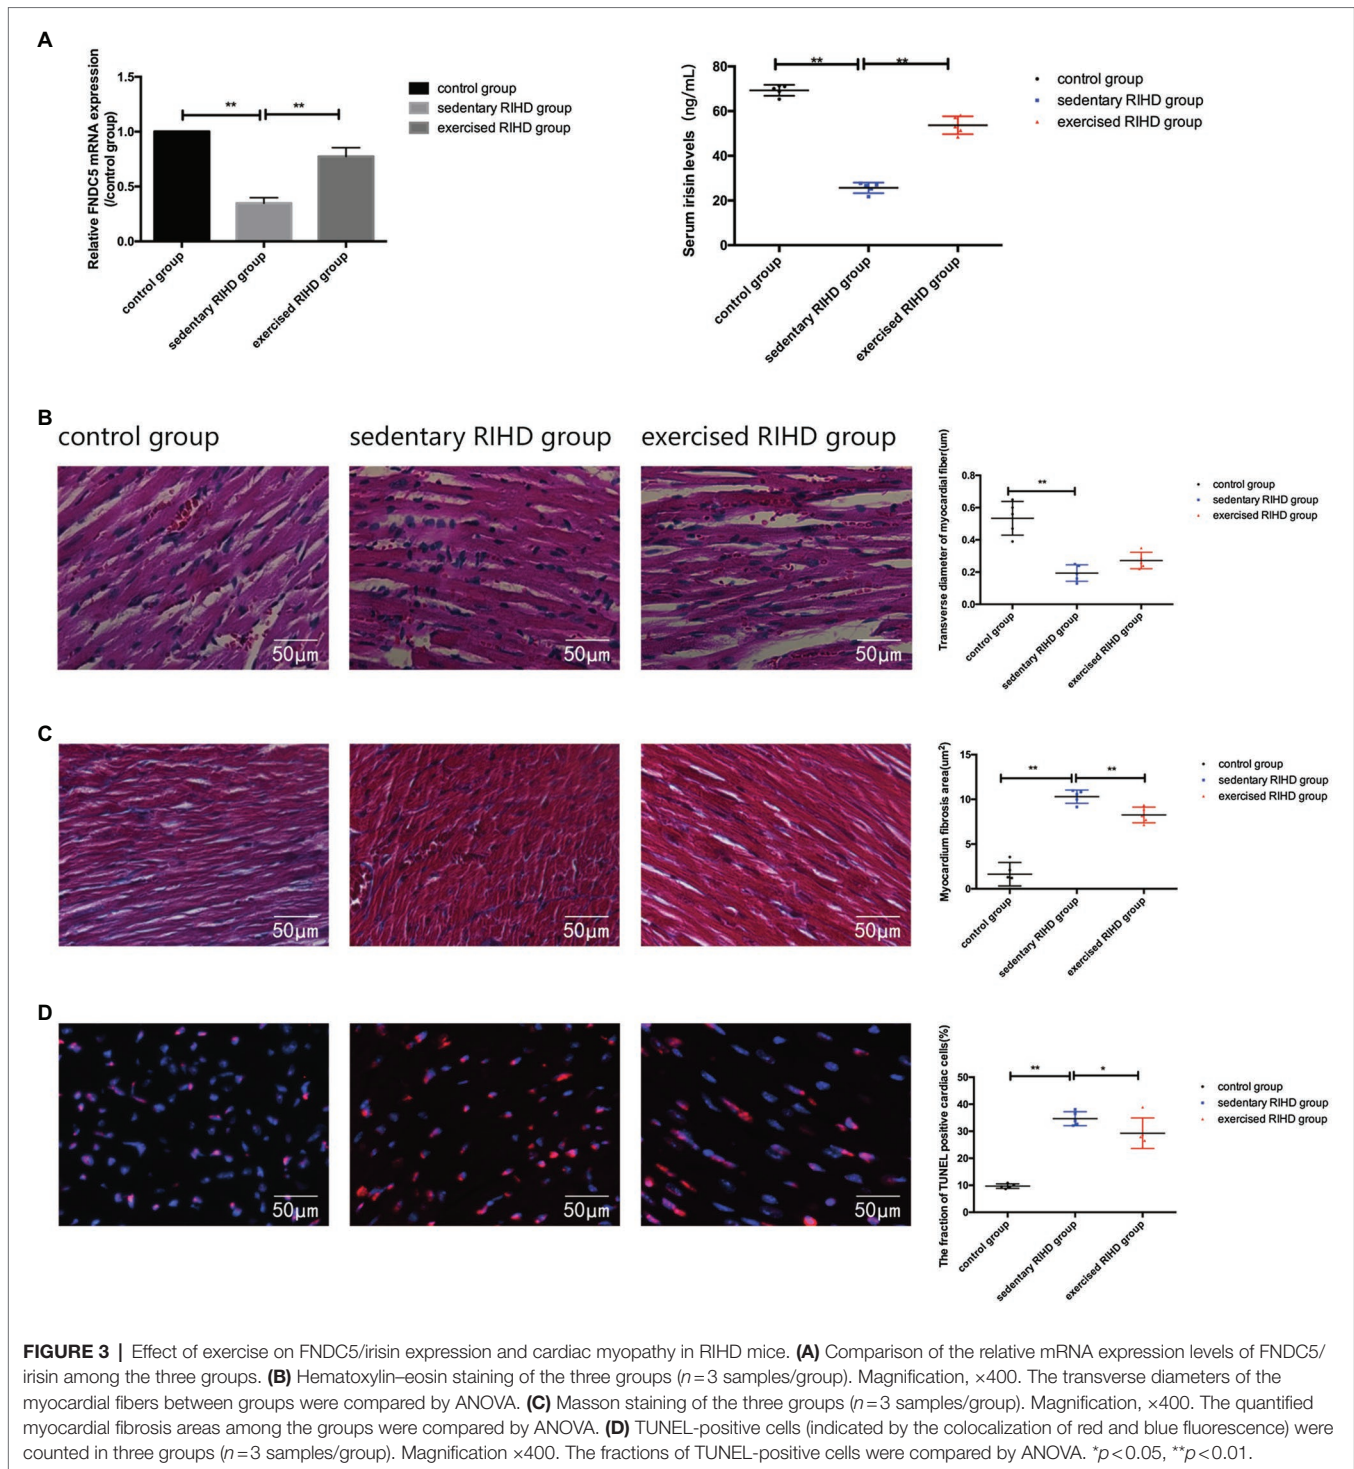 A
Relative FNDC5 mRNA expression
(/control group)
1.5
1.0
0.5
0.0
**
**
control group
sedentary RIHD group
exercised RIHD group
control group
sedentary RIHD group
exercised RIHD group
Serum irisin levels (ng/mL)
80
60
40
20
0
**
**
control group
sedentary RIHD group
exercised RIHD group
control group
sedentary RIHD group
exercised RIHD group
B
control group
sedentary RIHD group
exercised RIHD group
50µm
50µm
50µm
Transverse diameter of myocardial fiber(um)
0.8
0.6
0.4
0.2
0.0
**
control group
sedentary RIHD group
exercised RIHD group
control group
sedentary RIHD group
exercised RIHD group
C
50µm
50µm
50µm
Myocardium fibrosis area(um²)
15
10
5
0
**
**
control group
sedentary RIHD group
exercised RIHD group
control group
sedentary RIHD group
exercised RIHD group
D
50µm
50µm
50µm
The fraction of TUNEL positive cardiac cells(%)
50
40
30
20
10
0
**
*
control group
sedentary RIHD group
exercised RIHD group
control group
sedentary RIHD group
exercised RIHD group
FIGURE 3 | Effect of exercise on FNDC5/irisin expression and cardiac myopathy in RIHD mice. (A) Comparison of the relative mRNA expression levels of FNDC5/
irisin among the three groups. (B) Hematoxylin–eosin staining of the three groups (n=3 samples/group). Magnification, ×400. The transverse diameters of the
myocardial fibers between groups were compared by ANOVA. (C) Masson staining of the three groups (n=3 samples/group). Magnification, ×400. The quantified
myocardial fibrosis areas among the groups were compared by ANOVA. (D) TUNEL-positive cells (indicated by the colocalization of red and blue fluorescence) were
counted in three groups (n=3 samples/group). Magnification ×400. The fractions of TUNEL-positive cells were compared by ANOVA. *p<0.05, **p<0.01.